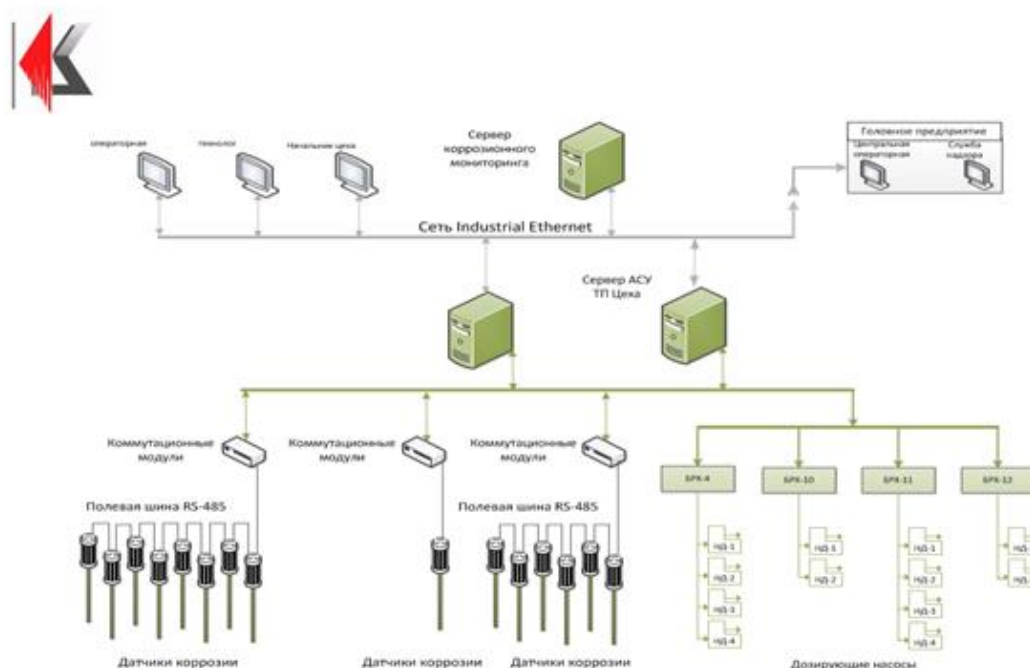 операторная
технолог
Начальник цеха
Сервер
коррозионного
мониторинга
Головное предприятие
Центральная
операторная
Служба
надзора
Сеть Industrial Ethernet
Сервер АСУ
ТП Цеха
Коммутационные
модули
Коммутационные
модули
Коммутационные
модули
БРХ-4
БРХ-10
БРХ-11
БРХ-12
Полевая шина RS-485
Полевая шина RS-485
НД-1
НД-2
НД-3
НД-4
НД-1
НД-2
НД-1
НД-2
НД-3
НД-4
Датчики коррозии
Датчики коррозии
Датчики коррозии
Дозирующие насосы